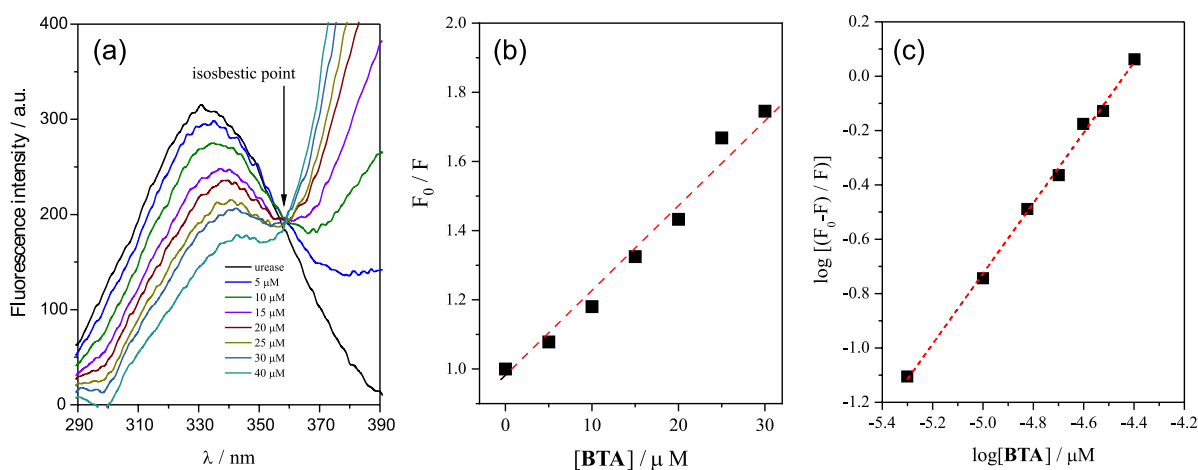 (a)
isosbestic point
Fluorescence intensity / a.u.
400
300
200
100
0
urease
5 μM
10 μM
15 μM
20 μM
25 μM
30 μM
40 μM
290 310 330 350 370 390
λ / nm
(b)
F₀ / F
2.0
1.8
1.6
1.4
1.2
1.0
0 5 10 15 20 25 30
[BTA] / μ M
(c)
log [(F₀-F) / F)]
0.2
0.0
-0.2
-0.4
-0.6
-0.8
-1.0
-1.2
-5.4 -5.2 -5.0 -4.8 -4.6 -4.4 -4.2
log[BTA] / μM